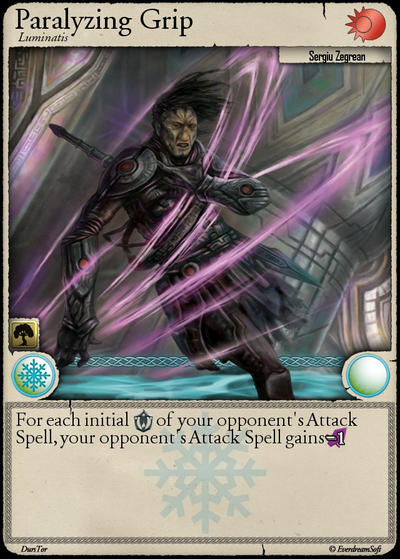 Paralyzing Grip
Luminatis
Sergiu Zegrean
For each initial of your opponent's Attack
Spell, your opponent's Attack Spell gains -1
DursTor
© EverdreamSoft